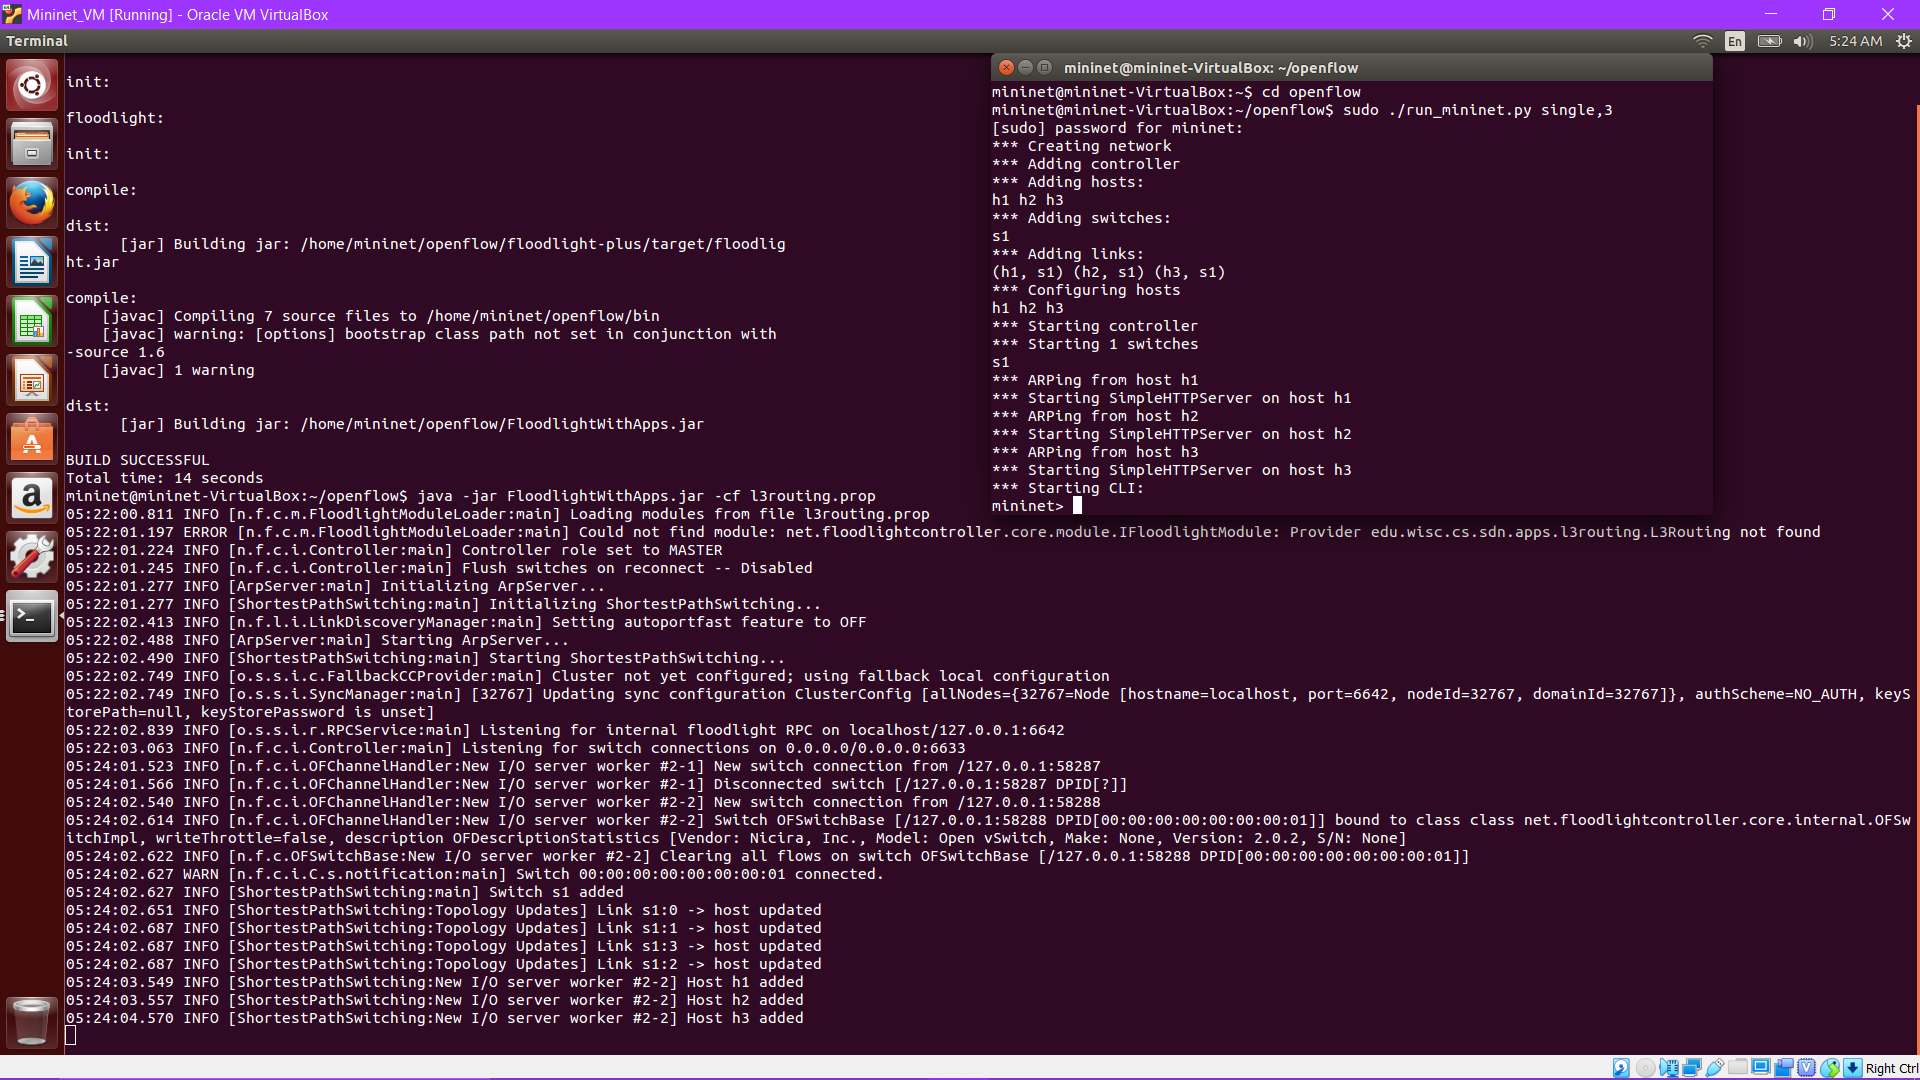 Mininet_VM [Running] - Oracle VM VirtualBox
Terminal
En
5:24 AM
init:
floodlight:
init:
compile:
dist:
[jar] Building jar: /home/mininet/openflow/floodlight-plus/target/floodlig
ht.jar
compile:
[javac] Compiling 7 source files to /home/mininet/openflow/bin
[javac] warning: [options] bootstrap class path not set in conjunction with
-source 1.6
[javac] 1 warning
dist:
[jar] Building jar: /home/mininet/openflow/FloodlightWithApps.jar
BUILD SUCCESSFUL
Total time: 14 seconds
mininet@mininet-VirtualBox:~/openflow$ java -jar FloodlightWithApps.jar -cf l3routing.prop
05:22:00.811 INFO [n.f.c.m.FloodlightModuleLoader:main] Loading modules from file l3routing.prop
05:22:01.197 ERROR [n.f.c.m.FloodlightModuleLoader:main] Could not find module: net.floodlightcontroller.core.module.IFloodlightModule: Provider edu.wisc.cs.sdn.apps.l3routing.L3Routing not found
05:22:01.224 INFO [n.f.c.i.Controller:main] Controller role set to MASTER
05:22:01.245 INFO [n.f.c.i.Controller:main] Flush switches on reconnect -- Disabled
05:22:01.277 INFO [ArpServer:main] Initializing ArpServer...
05:22:01.277 INFO [ShortestPathSwitching:main] Initializing ShortestPathSwitching...
05:22:02.413 INFO [n.f.l.i.LinkDiscoveryManager:main] Setting autoportfast feature to OFF
05:22:02.488 INFO [ArpServer:main] Starting ArpServer...
05:22:02.490 INFO [ShortestPathSwitching:main] Starting ShortestPathSwitching...
05:22:02.749 INFO [o.s.s.i.c.FallbackCCProvider:main] Cluster not yet configured; using fallback local configuration
05:22:02.749 INFO [o.s.s.i.SyncManager:main] [32767] Updating sync configuration ClusterConfig [allNodes={32767=Node [hostname=localhost, port=6642, nodeId=32767, domainId=32767]}, authScheme=NO_AUTH, keyS
torePath=null, keyStorePassword is unset]
05:22:02.839 INFO [o.s.s.i.r.RPCService:main] Listening for internal floodlight RPC on localhost/127.0.0.1:6642
05:22:03.063 INFO [n.f.c.i.Controller:main] Listening for switch connections on 0.0.0.0/0.0.0.0:6633
05:24:01.523 INFO [n.f.c.i.OFChannelHandler:New I/O server worker #2-1] New switch connection from /127.0.0.1:58287
05:24:01.566 INFO [n.f.c.i.OFChannelHandler:New I/O server worker #2-1] Disconnected switch [/127.0.0.1:58287 DPID[?]]
05:24:02.540 INFO [n.f.c.i.OFChannelHandler:New I/O server worker #2-2] New switch connection from /127.0.0.1:58288
05:24:02.614 INFO [n.f.c.i.OFChannelHandler:New I/O server worker #2-2] Switch OFSwitchBase [/127.0.0.1:58288 DPID[00:00:00:00:00:00:00:01]] bound to class class net.floodlightcontroller.core.internal.OFSw
itchImpl, writeThrottle=false, description OFDescriptionStatistics [Vendor: Nicira, Inc., Model: Open vSwitch, Make: None, Version: 2.0.2, S/N: None]
05:24:02.622 INFO [n.f.c.OFSwitchBase:New I/O server worker #2-2] Clearing all flows on switch OFSwitchBase [/127.0.0.1:58288 DPID[00:00:00:00:00:00:00:01]]
05:24:02.627 WARN [n.f.c.i.C.s.notification:main] Switch 00:00:00:00:00:00:00:01 connected.
05:24:02.627 INFO [ShortestPathSwitching:main] Switch s1 added
05:24:02.651 INFO [ShortestPathSwitching:Topology Updates] Link s1:0 -> host updated
05:24:02.687 INFO [ShortestPathSwitching:Topology Updates] Link s1:1 -> host updated
05:24:02.687 INFO [ShortestPathSwitching:Topology Updates] Link s1:3 -> host updated
05:24:02.687 INFO [ShortestPathSwitching:Topology Updates] Link s1:2 -> host updated
05:24:03.549 INFO [ShortestPathSwitching:New I/O server worker #2-2] Host h1 added
05:24:03.557 INFO [ShortestPathSwitching:New I/O server worker #2-2] Host h2 added
05:24:04.570 INFO [ShortestPathSwitching:New I/O server worker #2-2] Host h3 added
mininet@mininet-VirtualBox: ~/openflow
mininet@mininet-VirtualBox:~$ cd openflow
mininet@mininet-VirtualBox:~/openflow$ sudo ./run_mininet.py single,3
[sudo] password for mininet:
*** Creating network
*** Adding controller
*** Adding hosts:
h1 h2 h3
*** Adding switches:
s1
*** Adding links:
(h1, s1) (h2, s1) (h3, s1)
*** Configuring hosts
h1 h2 h3
*** Starting controller
*** Starting 1 switches
s1
*** ARPing from host h1
*** Starting SimpleHTTPServer on host h1
*** ARPing from host h2
*** Starting SimpleHTTPServer on host h2
*** ARPing from host h3
*** Starting SimpleHTTPServer on host h3
*** Starting CLI:
mininet>
Right Ctrl